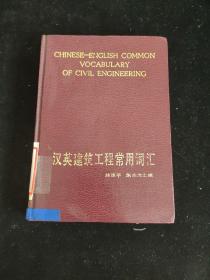 CHINESE-ENGLISH COMMON
VOCABULARY
OF CIVIL ENGINEERING
汉英建筑工程常用词汇